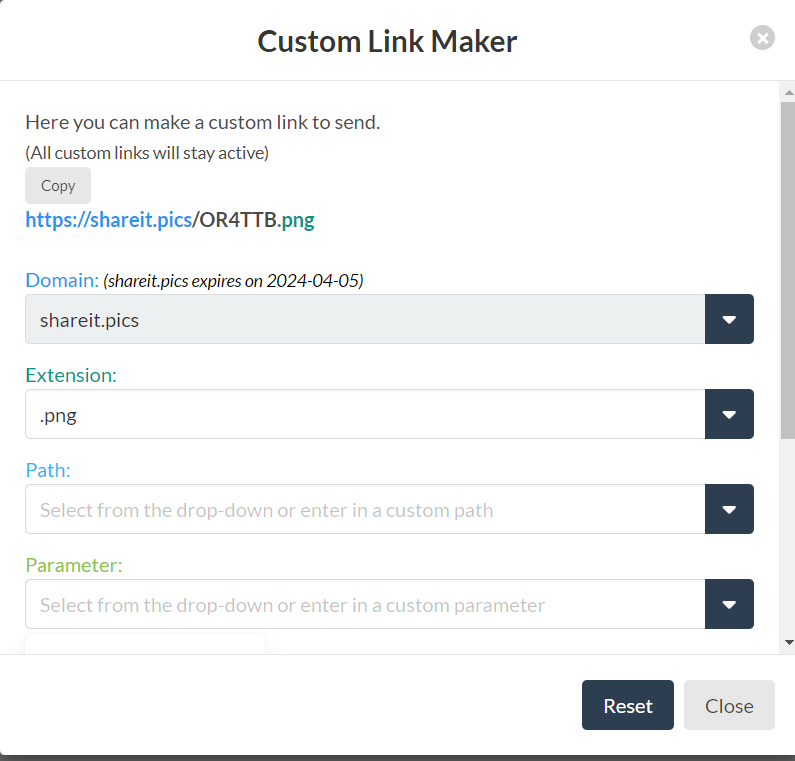 Custom Link Maker
Here you can make a custom link to send.
(All custom links will stay active)
Copy
https://shareit.pics/OR4TTB.png
Domain: (shareit.pics expires on 2024-04-05)
shareit.pics
Extension:
.png
Path:
Select from the drop-down or enter in a custom path
Parameter:
Select from the drop-down or enter in a custom parameter
Reset Close